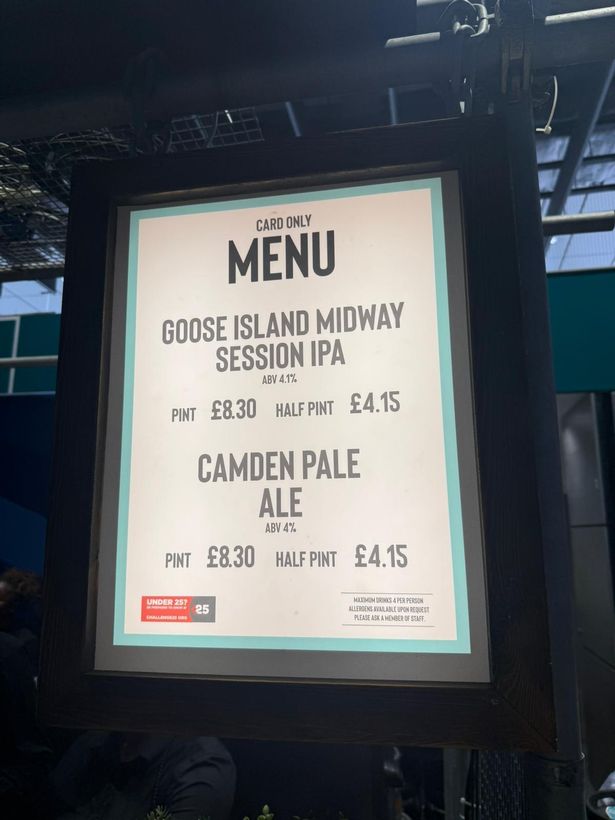 CARD ONLY
MENU
GOOSE ISLAND MIDWAY
SESSION IPA
ABV 4.1%
PINT £8.30 HALF PINT £4.15
CAMDEN PALE
ALE
ABV 4%
PINT £8.30 HALF PINT £4.15
UNDER 25?
25
MAXIMUM DRINKS 4 PER PERSON
ALLERGENS AVAILABLE UPON REQUEST
PLEASE ASK A MEMBER OF STAFF.